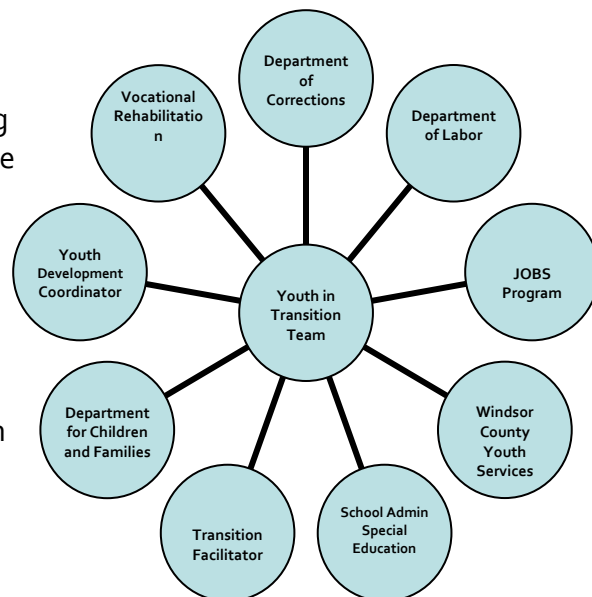 g
e
n
Department
of
Corrections
Vocational
Rehabilitatio
n
Department
of Labor
Youth
Development
Coordinator
JOBS
Program
Youth in
Transition
Team
Department
for Children
and Families
Windsor
County
Youth
Services
Transition
Facilitator
School Admin
Special
Education